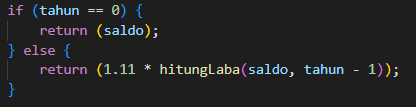 if (tahun == 0) {
    return (saldo);
} else {
    return (1.11 * hitungLaba(saldo, tahun - 1));
}